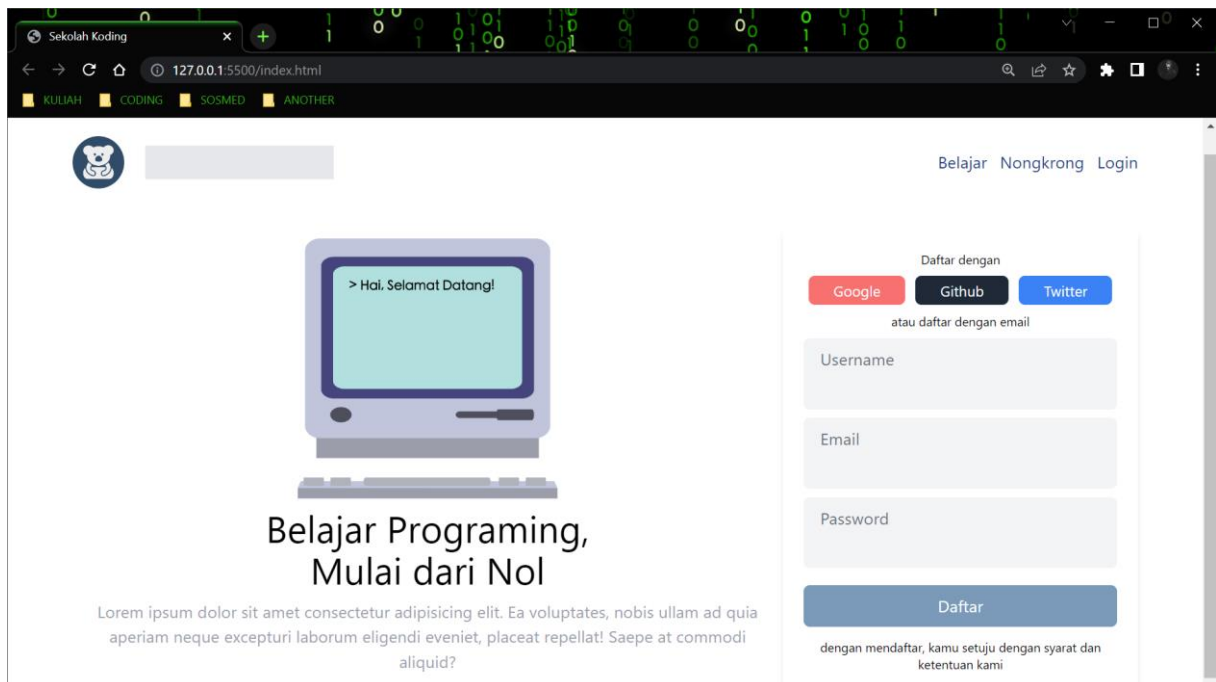 Sekolah Koding
127.0.0.1:5500/index.html
KULIAH CODING SOSMED ANOTHER
Belajar Nongkrong Login
> Hai, Selamat Datang!
Belajar Programing,
Mulai dari Nol
Lorem ipsum dolor sit amet consectetur adipisicing elit. Ea voluptates, nobis ullam ad quia
aperiam neque excepturi laborum eligendi eveniet, placeat repellat! Saepe at commodi
aliquid?
Daftar dengan
Google Github Twitter
atau daftar dengan email
Username
Email
Password
Daftar
dengan mendaftar, kamu setuju dengan syarat dan
ketentuan kami